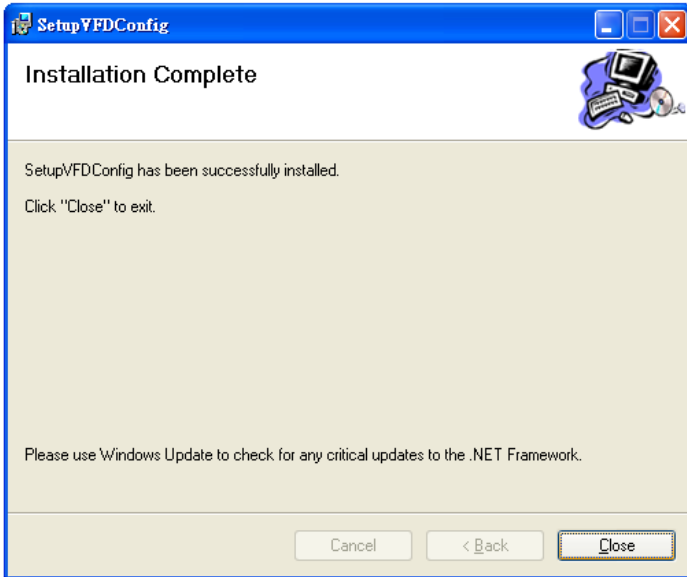 SetupVFDConfig
Installation Complete
SetupVFDConfig has been successfully installed.
Click "Close" to exit.
Please use Windows Update to check for any critical updates to the .NET Framework.
Cancel
< Back
Close